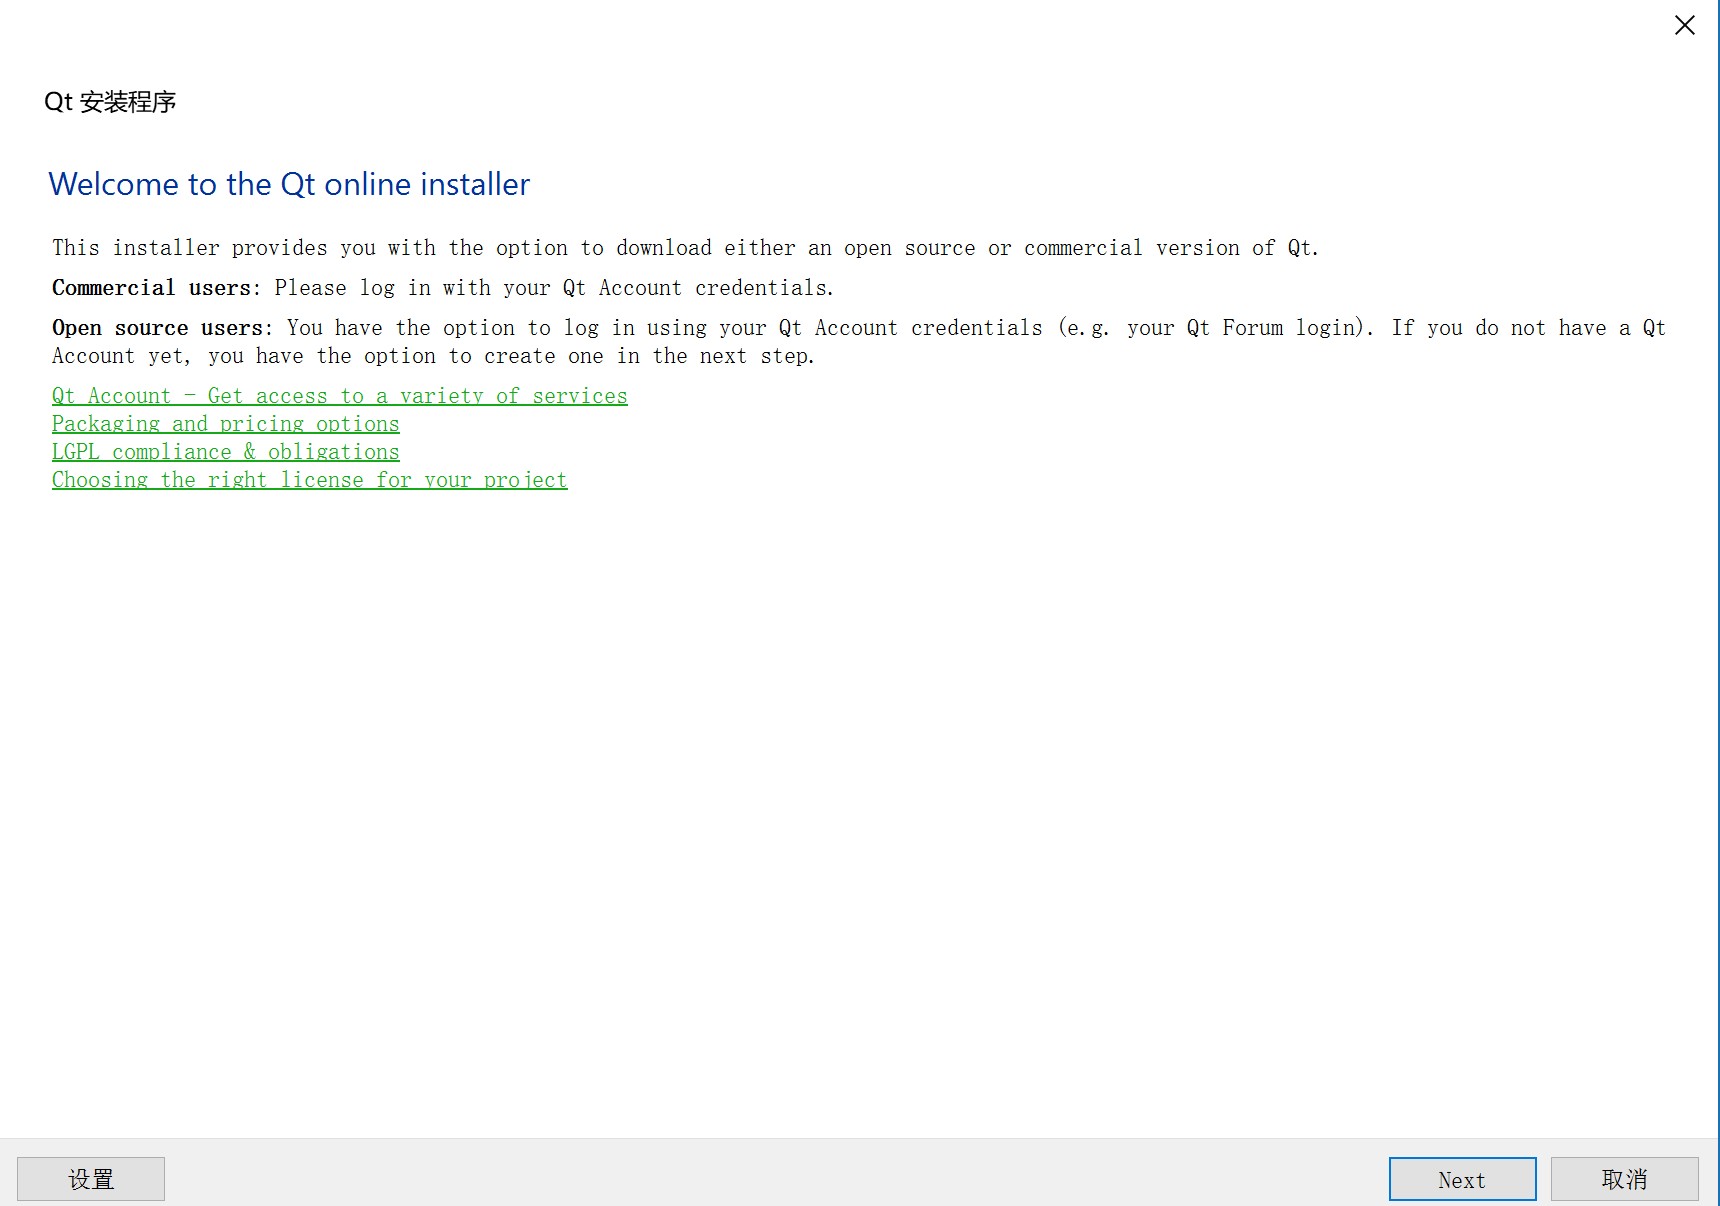 Qt 安装程序
Welcome to the Qt online installer
This installer provides you with the option to download either an open source or commercial version of Qt.
Commercial users: Please log in with your Qt Account credentials.
Open source users: You have the option to log in using your Qt Account credentials (e.g. your Qt Forum login). If you do not have a Qt
Account yet, you have the option to create one in the next step.
Qt Account - Get access to a variety of services
Packaging and pricing options
LGPL compliance & obligations
Choosing the right license for your project
设置
Next
取消